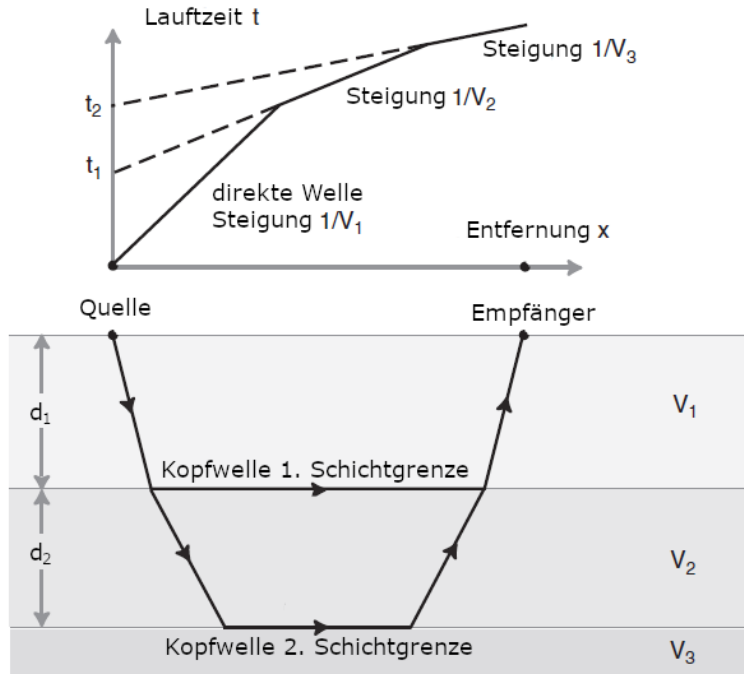 Lauftzeit t
Steigung 1/V₃
t₂
Steigung 1/V₂
t₁
direkte Welle
Steigung 1/V₁
Entfernung x
Quelle
Empfänger
d₁
V₁
Kopfwelle 1. Schichtgrenze
d₂
V₂
Kopfwelle 2. Schichtgrenze
V₃